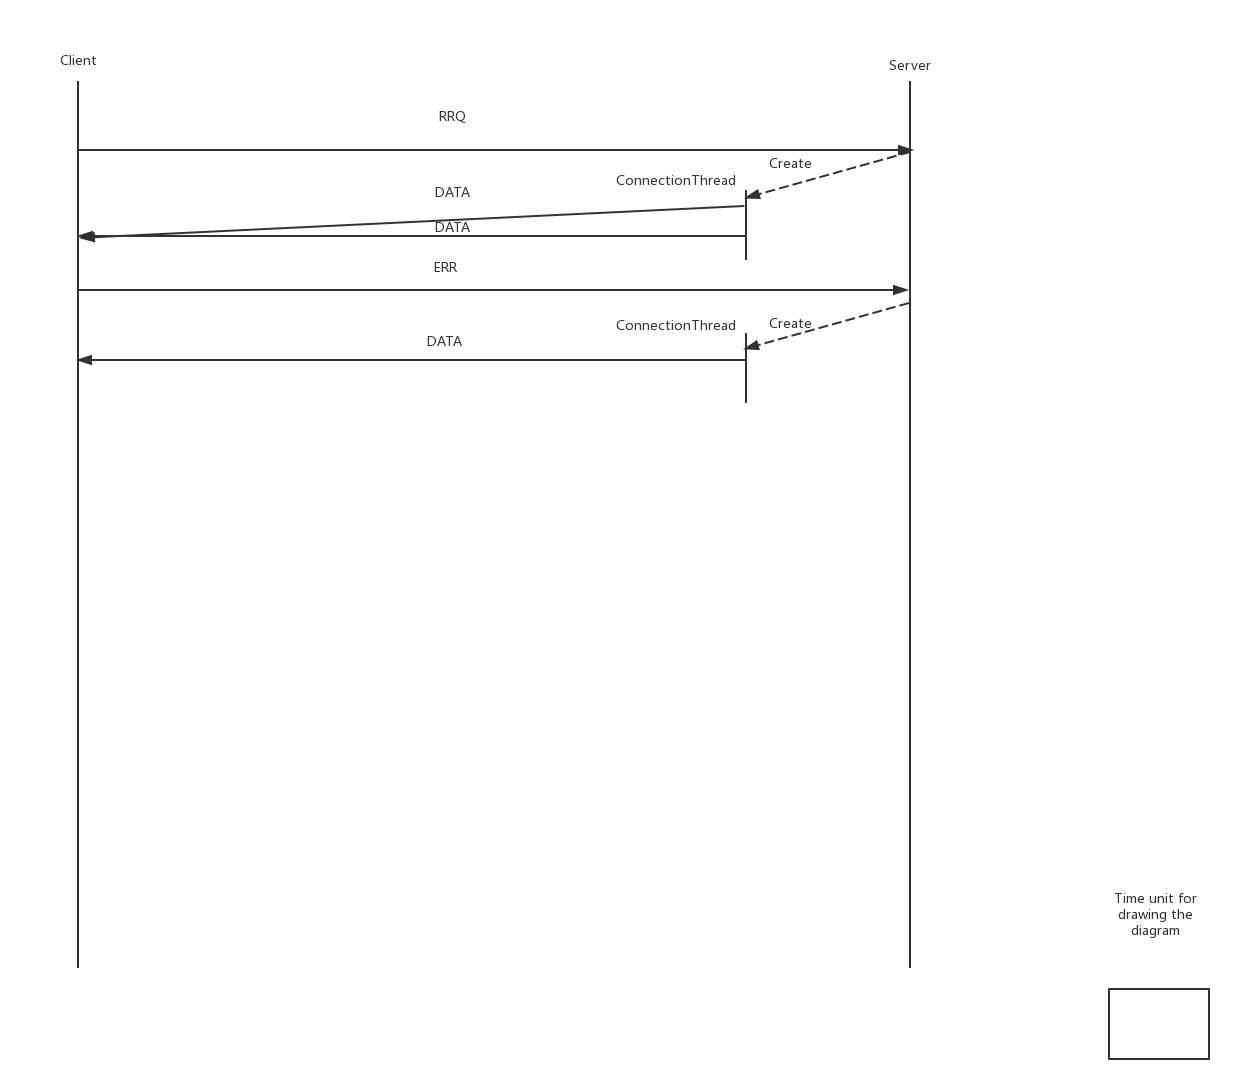 Client
Server
RRQ
Create
ConnectionThread
DATA
DATA
ERR
Create
ConnectionThread
DATA
Time unit for
drawing the
diagram